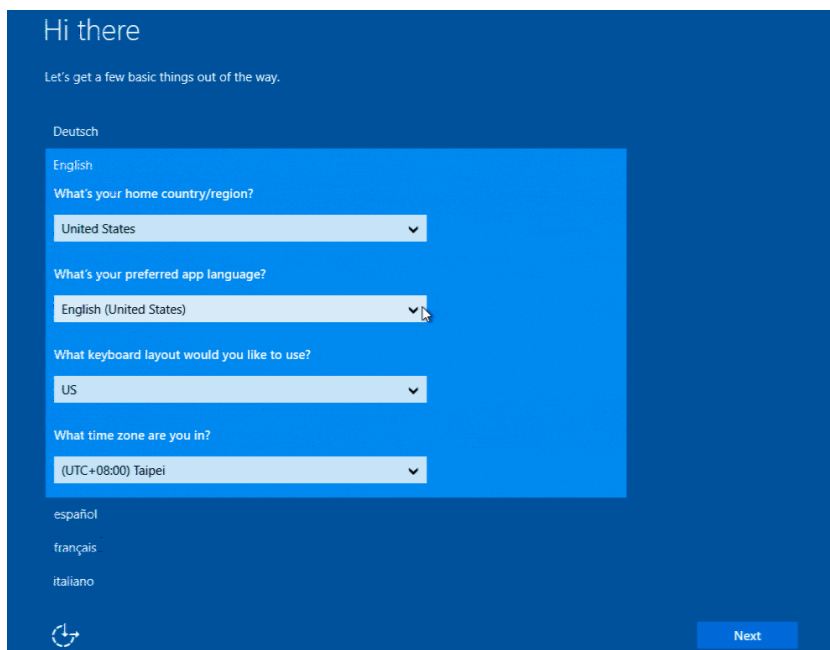 Hi there
Let's get a few basic things out of the way.
Deutsch
English
What's your home country/region?
United States
What's your preferred app language?
English (United States)
What keyboard layout would you like to use?
US
What time zone are you in?
(UTC+08:00) Taipei
español
français
italiano
Next